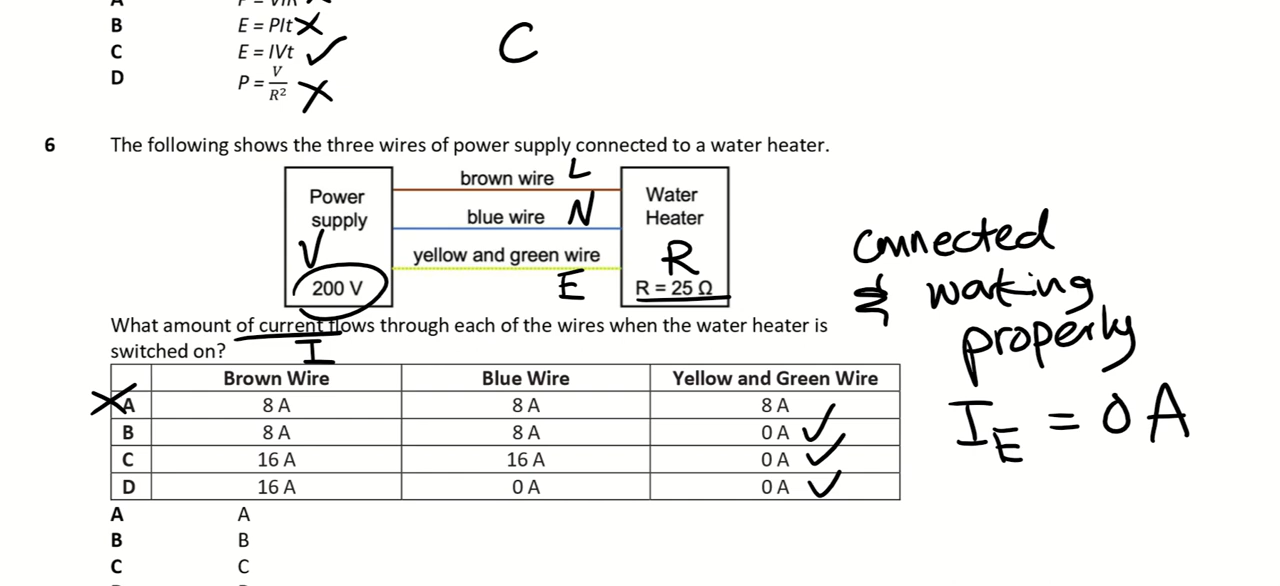 A P = VIR
B E = PIt
C E = IVt
C
D P = V/R²
6 The following shows the three wires of power supply connected to a water heater.
brown wire L
Power supply
Water Heater
blue wire N
V
yellow and green wire
R
200 V
E
R = 25 Ω
connected
& working
properly
What amount of current flows through each of the wires when the water heater is
switched on?
I
Brown Wire Blue Wire Yellow and Green Wire
A 8 A 8 A 8 A
B 8 A 8 A 0 A
C 16 A 16 A 0 A
D 16 A 0 A 0 A
I_E = 0 A
A A
B B
C C